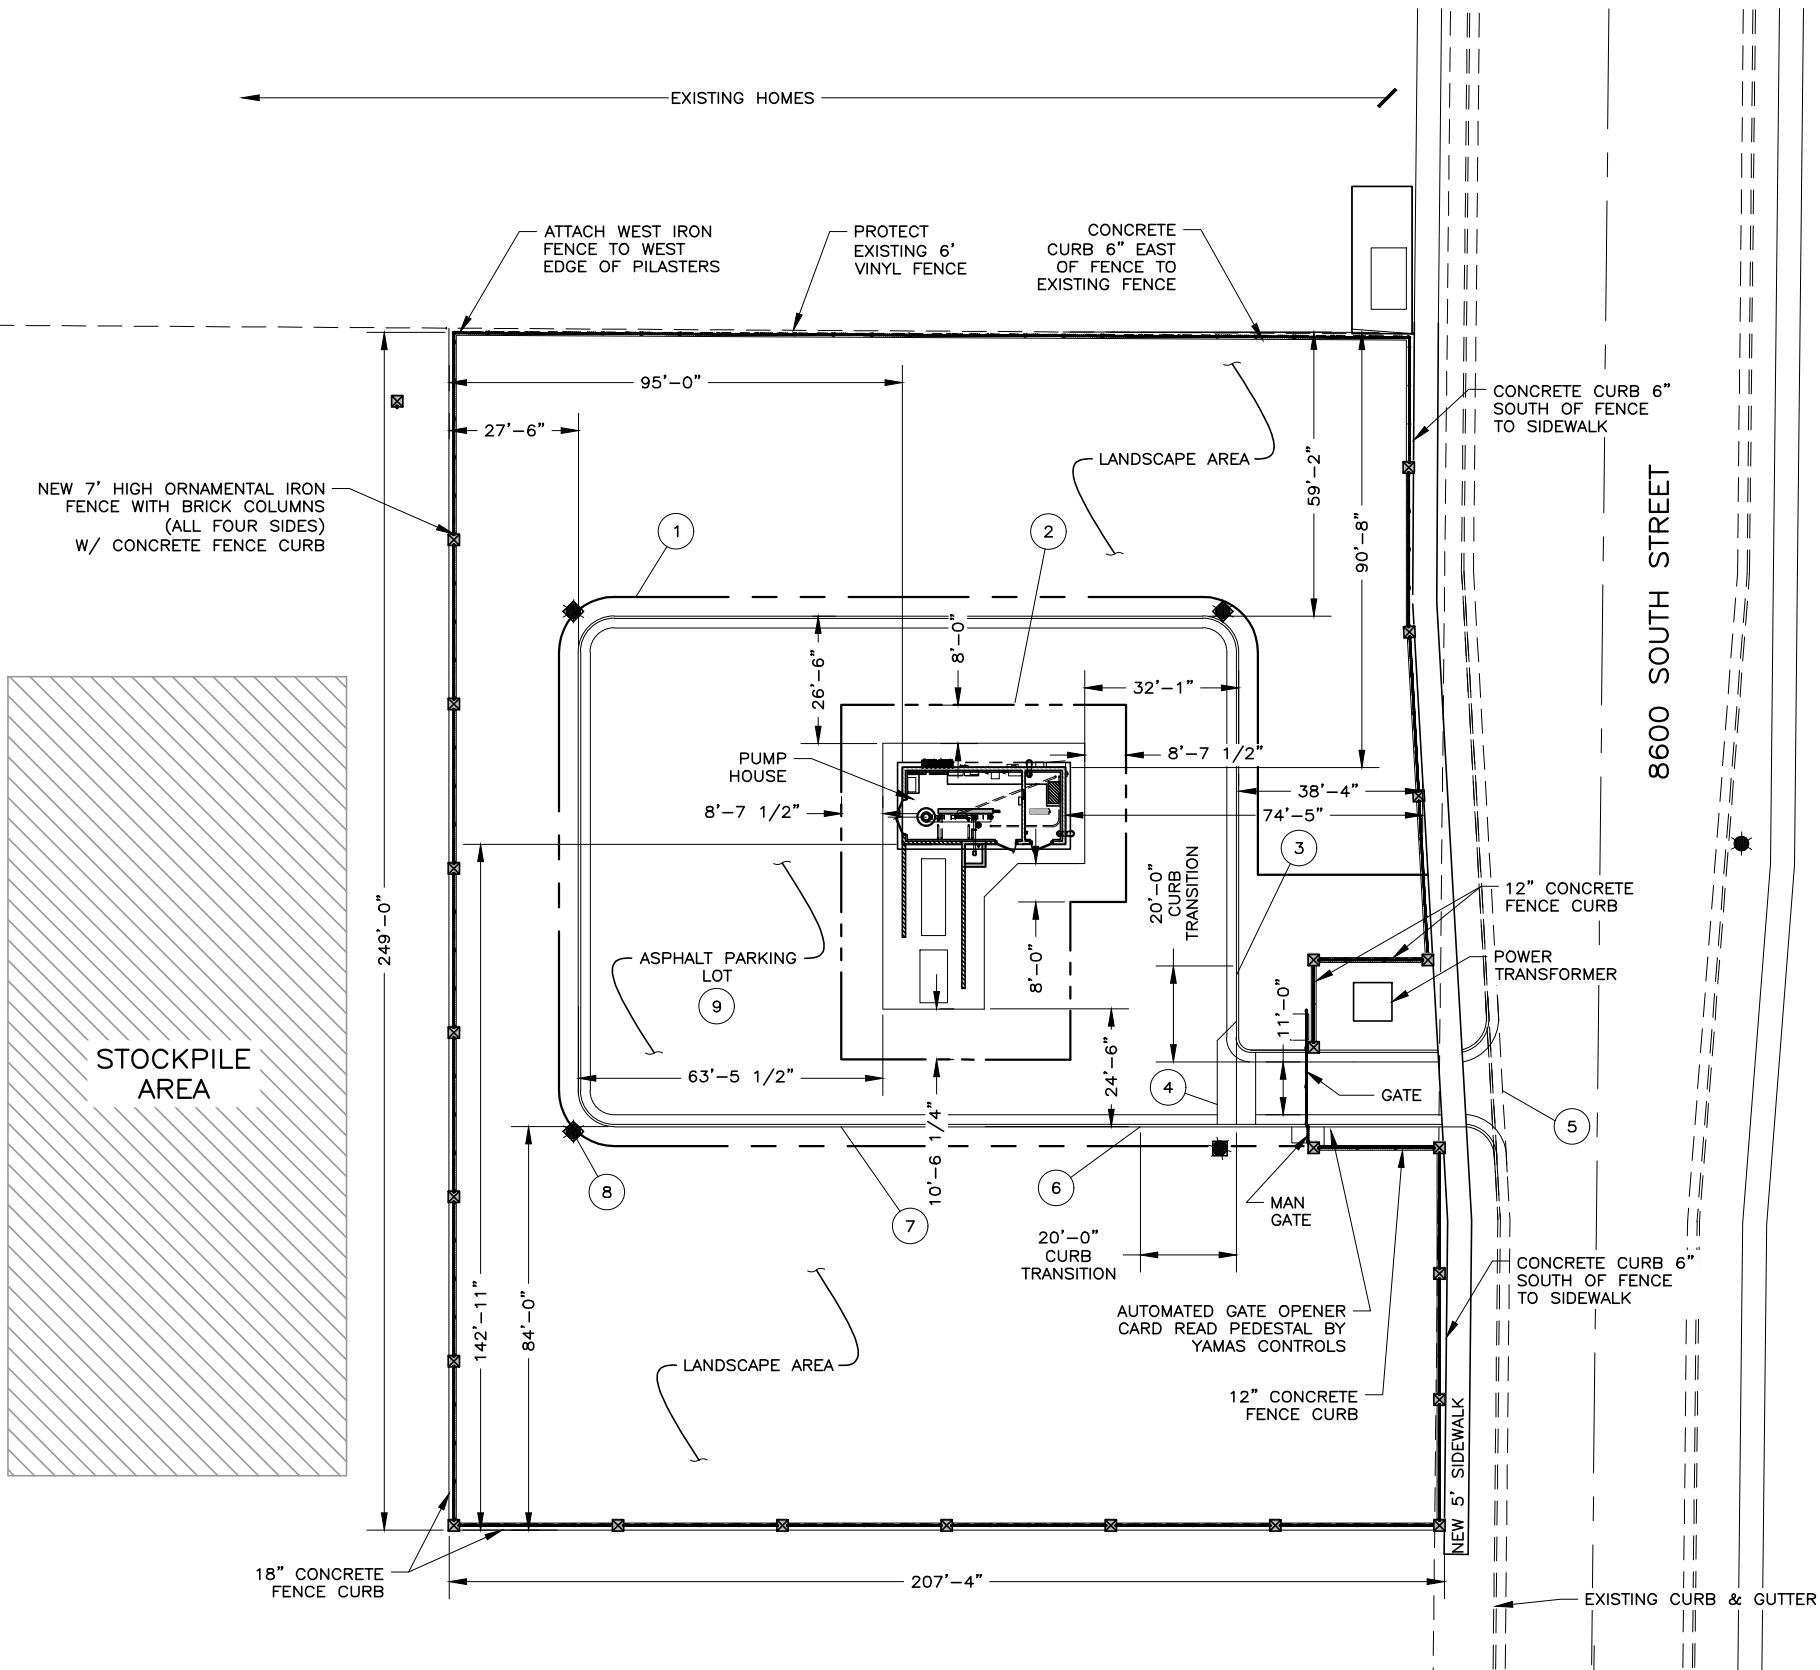 EXISTING HOMES
ATTACH WEST IRON
FENCE TO WEST
EDGE OF PILASTERS
PROTECT
EXISTING 6'
VINYL FENCE
CONCRETE
CURB 6" EAST
OF FENCE TO
EXISTING FENCE
95'-0"
27'-6"
CONCRETE CURB 6"
SOUTH OF FENCE
TO SIDEWALK
LANDSCAPE AREA
59'-2"
90'-8"
8600 SOUTH STREET
NEW 7' HIGH ORNAMENTAL IRON
FENCE WITH BRICK COLUMNS
(ALL FOUR SIDES)
W/ CONCRETE FENCE CURB
1
2
8'-0"
26'-6"
32'-1"
PUMP
HOUSE
8'-7 1/2"
8'-7 1/2"
38'-4"
74'-5"
3
20'-0"
CURB
TRANSITION
12" CONCRETE
FENCE CURB
249'-0"
ASPHALT PARKING
LOT
9
8'-0"
POWER
TRANSFORMER
11'-0"
STOCKPILE
AREA
63'-5 1/2"
24'-6"
4
GATE
5
10'-6 1/4"
8
7
6
MAN
GATE
20'-0"
CURB
TRANSITION
CONCRETE CURB 6"
SOUTH OF FENCE
TO SIDEWALK
142'-11"
84'-0"
AUTOMATED GATE OPENER
CARD READ PEDESTAL BY
YAMAS CONTROLS
LANDSCAPE AREA
12" CONCRETE
FENCE CURB
NEW 5' SIDEWALK
18" CONCRETE
FENCE CURB
207'-4"
EXISTING CURB & GUTTER